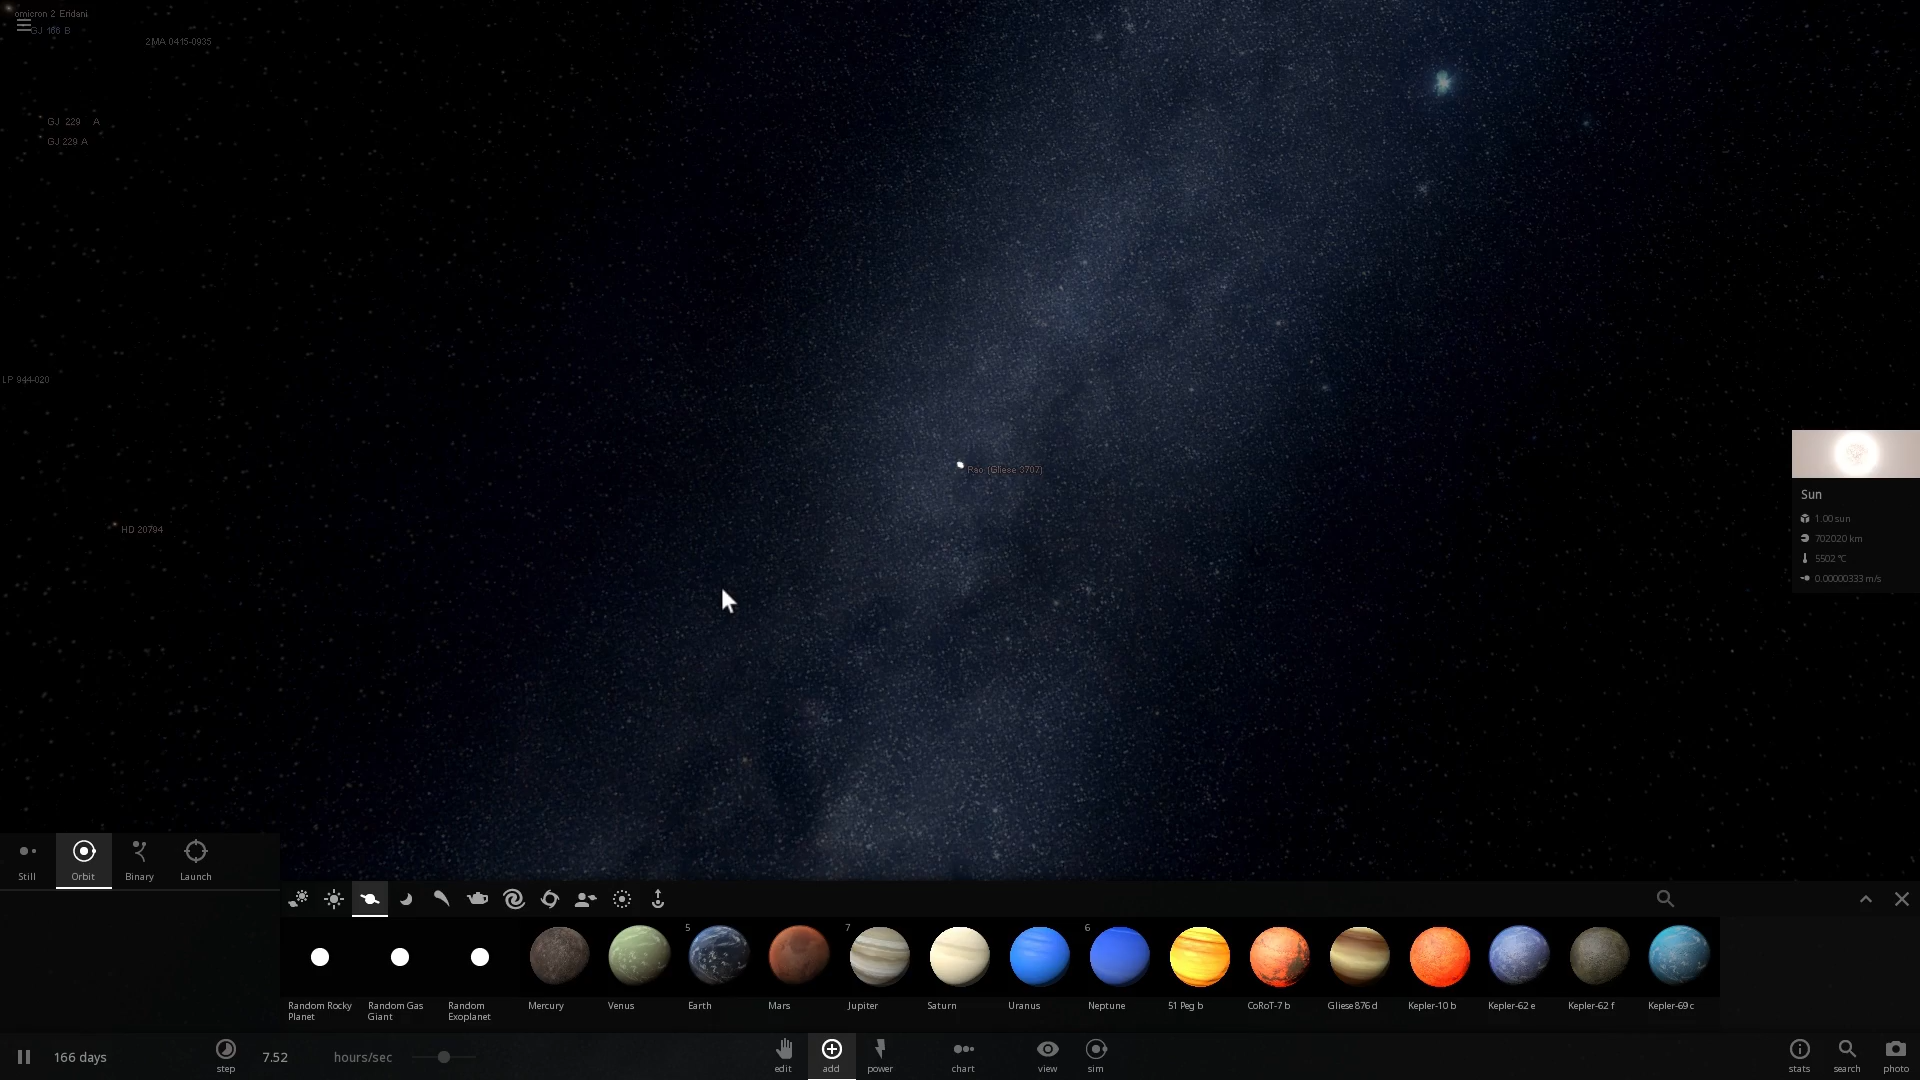 omicron 2 Eridani
GJ 166 B
2MA 0415-0935
GJ 229 A
GJ 229 A
LP 944-020
Rao (Gliese 3707)
HD 20794
Sun
1.00 sun
702020 km
5502 °C
0.00000333 m/s
Still
Orbit
Binary
Launch
5
7
6
Random Rocky Planet
Random Gas Giant
Random Exoplanet
Mercury
Venus
Earth
Mars
Jupiter
Saturn
Uranus
Neptune
51 Peg b
CoRoT-7 b
Gliese 876 d
Kepler-10 b
Kepler-62 e
Kepler-62 f
Kepler-69 c
166 days
step
7.52
hours/sec
edit
add
power
chart
view
sim
stats
search
photo